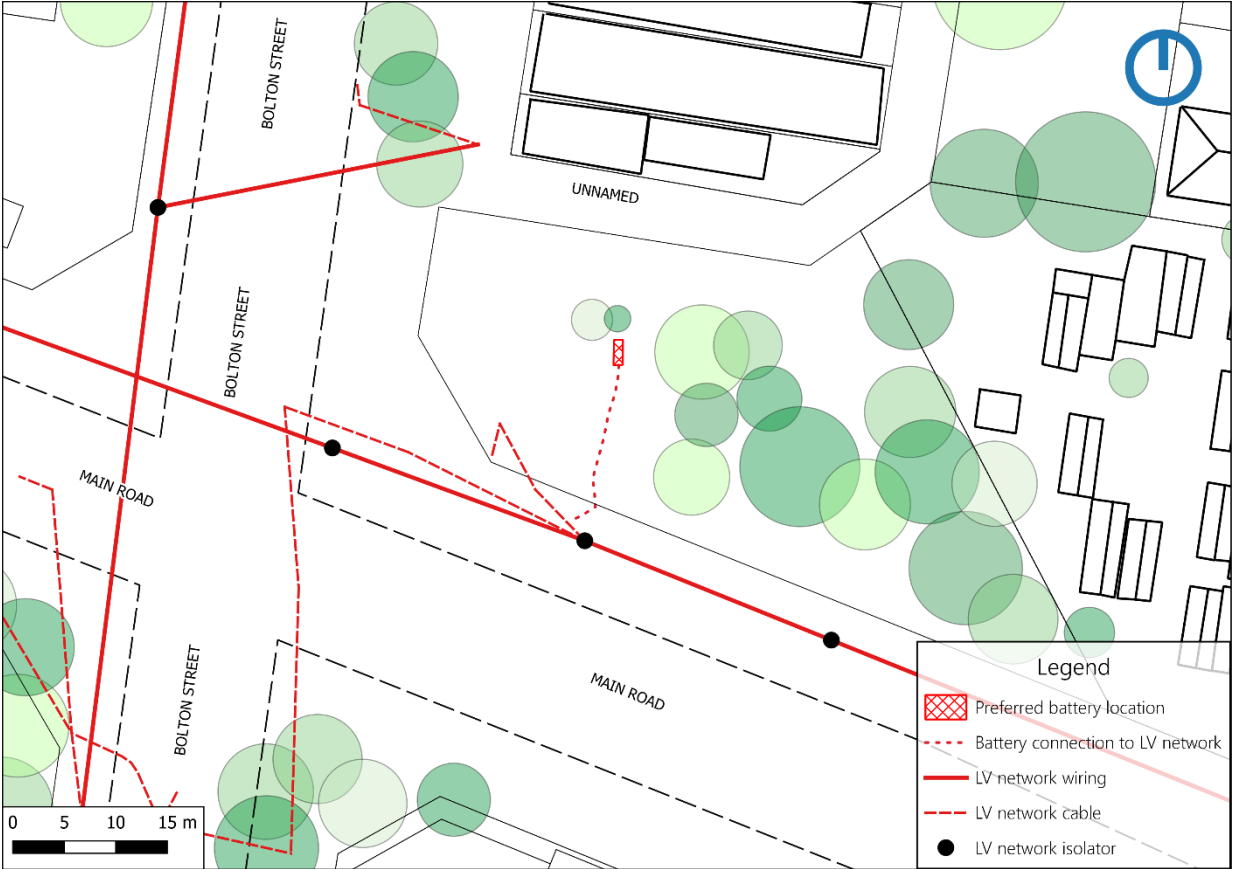 BOLTON STREET
UNNAMED
BOLTON STREET
MAIN ROAD
BOLTON STREET
MAIN ROAD
Legend
Preferred battery location
Battery connection to LV network
LV network wiring
LV network cable
LV network isolator
0 5 10 15 m